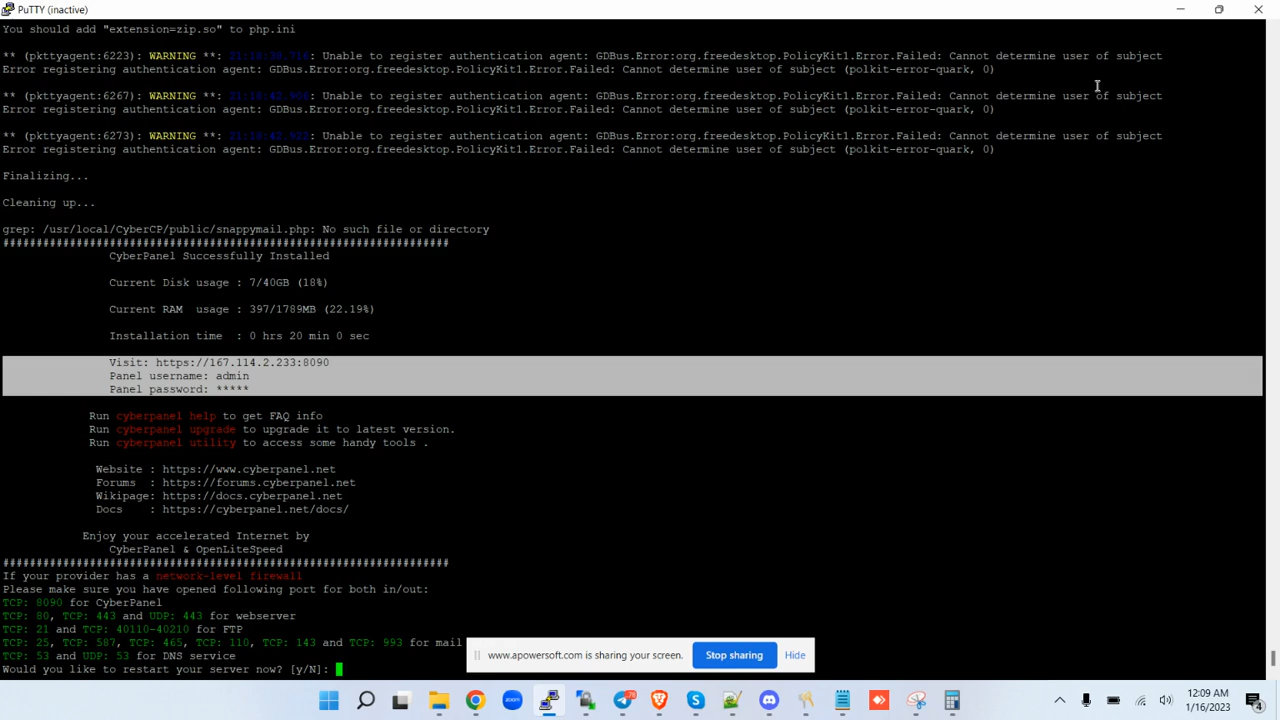 PuTTY (inactive)
You should add "extension=zip.so" to php.ini
** (pkttyagent:6223): WARNING **: 21:18:38.316: Unable to register authentication agent: GDBus.Error:org.freedesktop.PolicyKit1.Error.Failed: Cannot determine user of subject
Error registering authentication agent: GDBus.Error:org.freedesktop.PolicyKit1.Error.Failed: Cannot determine user of subject (polkit-error-quark, 0)
** (pkttyagent:6267): WARNING **: 21:18:42.906: Unable to register authentication agent: GDBus.Error:org.freedesktop.PolicyKit1.Error.Failed: Cannot determine user of subject
Error registering authentication agent: GDBus.Error:org.freedesktop.PolicyKit1.Error.Failed: Cannot determine user of subject (polkit-error-quark, 0)
** (pkttyagent:6273): WARNING **: 21:18:42.922: Unable to register authentication agent: GDBus.Error:org.freedesktop.PolicyKit1.Error.Failed: Cannot determine user of subject
Error registering authentication agent: GDBus.Error:org.freedesktop.PolicyKit1.Error.Failed: Cannot determine user of subject (polkit-error-quark, 0)
Finalizing...
Cleaning up...
grep: /usr/local/CyberCP/public/snappymail.php: No such file or directory
###################################################################
CyberPanel Successfully Installed
Current Disk usage : 7/40GB (18%)
Current RAM usage : 397/1789MB (22.19%)
Installation time : 0 hrs 20 min 0 sec
Visit: https://167.114.2.233:8090
Panel username: admin
Panel password: *****
Run cyberpanel help to get FAQ info
Run cyberpanel upgrade to upgrade it to latest version.
Run cyberpanel utility to access some handy tools .
Website : https://www.cyberpanel.net
Forums : https://forums.cyberpanel.net
Wikipage: https://docs.cyberpanel.net
Docs : https://cyberpanel.net/docs/
Enjoy your accelerated Internet by
CyberPanel & OpenLiteSpeed
###################################################################
If your provider has a network-level firewall
Please make sure you have opened following port for both in/out:
TCP: 8090 for CyberPanel
TCP: 80, TCP: 443 and UDP: 443 for webserver
TCP: 21 and TCP: 40110-40210 for FTP
TCP: 25, TCP: 587, TCP: 465, TCP: 110, TCP: 143 and TCP: 993 for mail
TCP: 53 and UDP: 53 for DNS service
Would you like to restart your server now? [y/N]:
www.apowersoft.com is sharing your screen. Stop sharing Hide
78
12:09 AM
1/16/2023
4